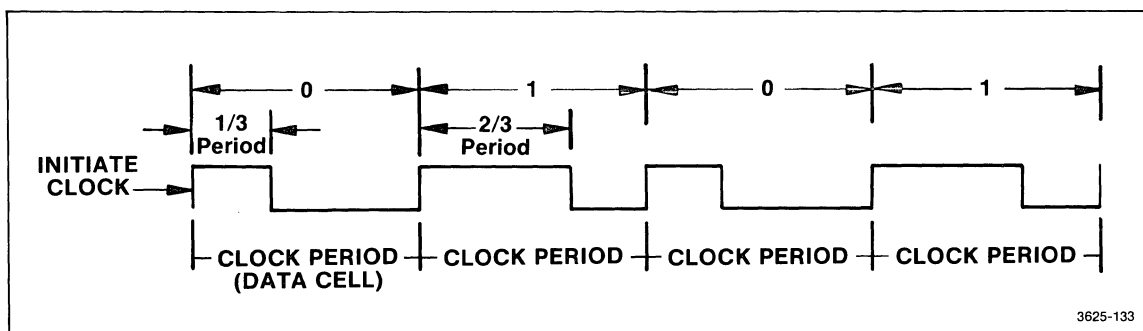 0 1 0 1
1/3 Period
2/3 Period
INITIATE CLOCK
CLOCK PERIOD (DATA CELL)
CLOCK PERIOD
CLOCK PERIOD
CLOCK PERIOD
3625-133